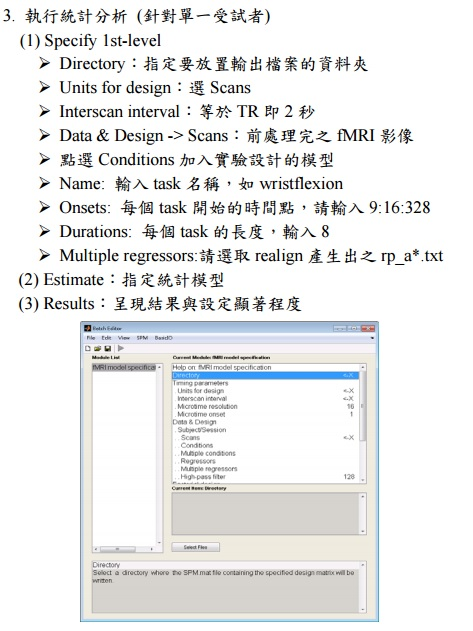 3. 執行統計分析 (針對單一受試者)
(1) Specify 1st-level
➢ Directory：指定要放置輸出檔案的資料夾
➢ Units for design：選 Scans
➢ Interscan interval：等於 TR 即 2 秒
➢ Data & Design -> Scans：前處理完之 fMRI 影像
➢ 點選 Conditions 加入實驗設計的模型
➢ Name: 輸入 task 名稱，如 wristflexion
➢ Onsets: 每個 task 開始的時間點，請輸入 9:16:328
➢ Durations: 每個 task 的長度，輸入 8
➢ Multiple regressors:請選取 realign 產生出之 rp_a*.txt
(2) Estimate：指定統計模型
(3) Results：呈現結果與設定顯著程度
Batch Editor
File Edit View SPM BasicIO
Module List
fMRI model specificat
Current Module: fMRI model specification
Help on: fMRI model specification
Directory <-X
Timing parameters
. Units for design <-X
. Interscan interval <-X
. Microtime resolution 16
. Microtime onset 1
Data & Design
. Subject/Session
. . Scans <-X
. . Conditions
. . Multiple conditions
. . Regressors
. . Multiple regressors
. . High-pass filter 128
Current Item: Directory
Select Files
Directory
Select a directory where the SPM.mat file containing the specified design matrix will be
written.